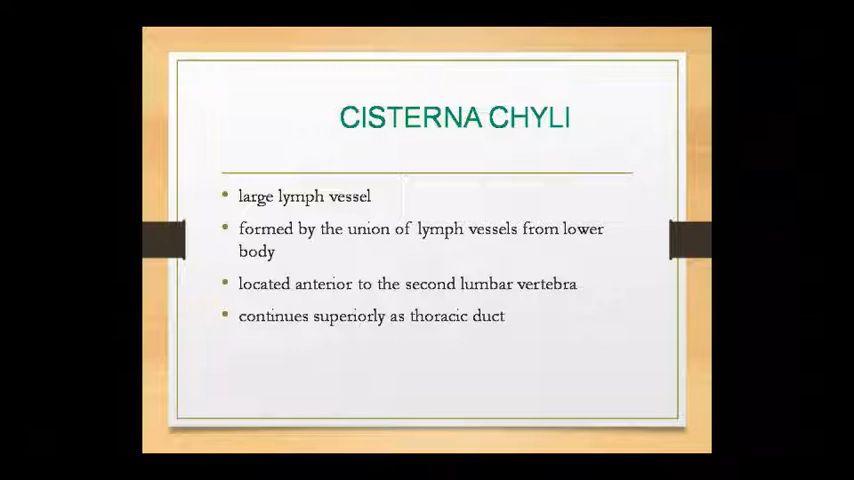 CISTERNA CHYLI
• large lymph vessel
• formed by the union of lymph vessels from lower
body
• located anterior to the second lumbar vertebra
• continues superiorly as thoracic duct